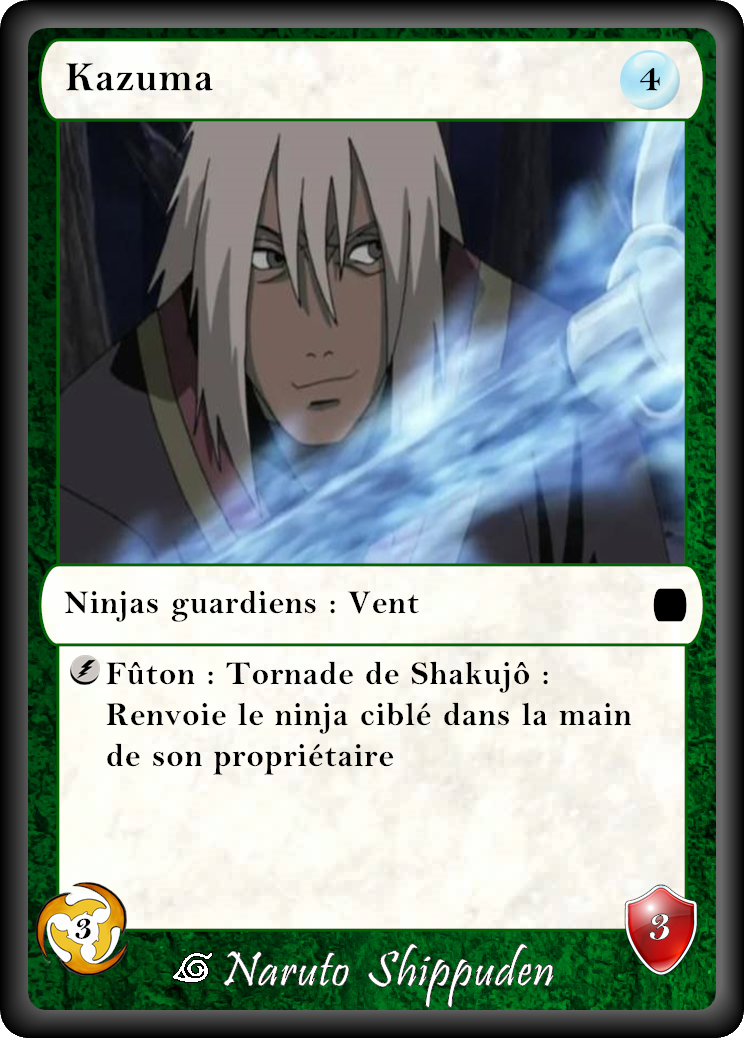 Kazuma
4
Ninjas guardiens : Vent
Fûton : Tornade de Shakujô :
Renvoie le ninja ciblé dans la main
de son propriétaire
3
3
Naruto Shippuden